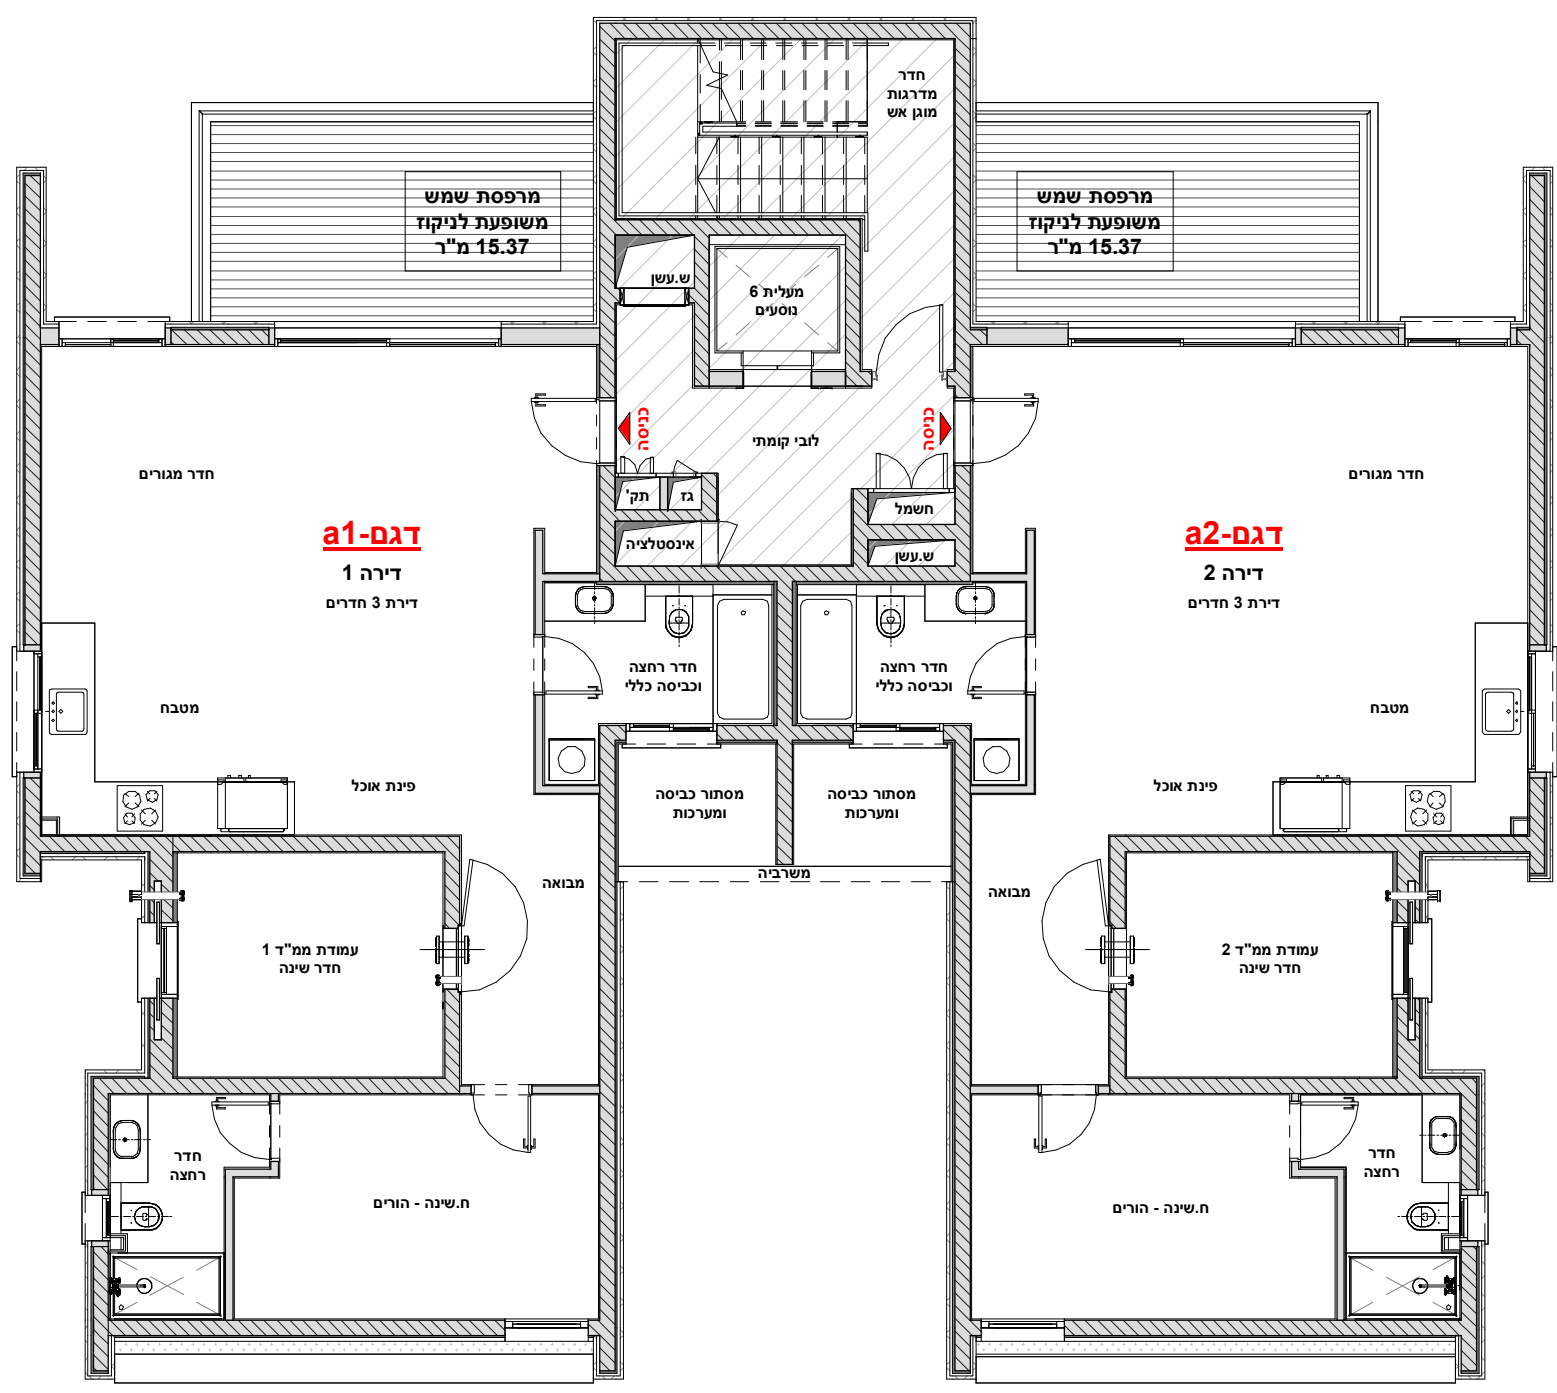 חדר
מדרגות
מוגן אש
מרפסת שמש
משופעת לניקוז
15.37 מ"ר
מרפסת שמש
משופעת לניקוז
15.37 מ"ר
ש.עשן
מעלית 6
נוסעים
כניסה
כניסה
לובי קומתי
חדר מגורים
חדר מגורים
תק'
גז
חשמל
אינסטלציה
ש.עשן
דגם-a1
דירה 1
דירת 3 חדרים
דגם-a2
דירה 2
דירת 3 חדרים
חדר רחצה
וכביסה כללי
חדר רחצה
וכביסה כללי
מטבח
מטבח
פינת אוכל
פינת אוכל
מסתור כביסה
ומערכות
מסתור כביסה
ומערכות
משרביה
מבואה
מבואה
עמודת ממ"ד 1
חדר שינה
עמודת ממ"ד 2
חדר שינה
חדר
רחצה
חדר
רחצה
ח.שינה - הורים
ח.שינה - הורים